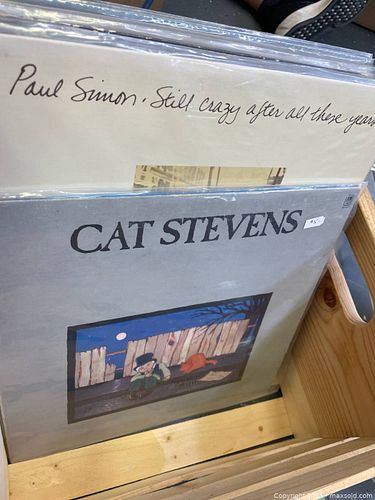 Paul Simon. Still crazy after all these years
CAT STEVENS